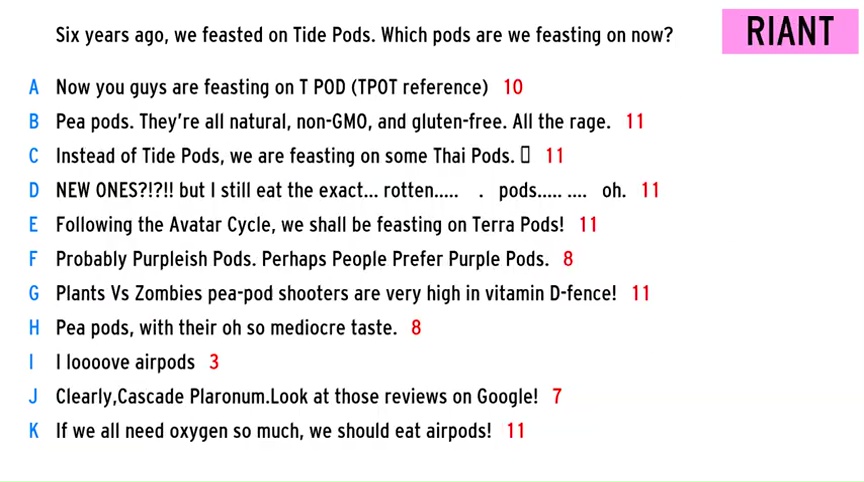 Six years ago, we feasted on Tide Pods. Which pods are we feasting on now?
RIANT
A Now you guys are feasting on T POD (TPOT reference) 10
B Pea pods. They're all natural, non-GMO, and gluten-free. All the rage. 11
C Instead of Tide Pods, we are feasting on some Thai Pods. ▯ 11
D NEW ONES?!?!! but I still eat the exact... rotten..... . pods..... .... oh. 11
E Following the Avatar Cycle, we shall be feasting on Terra Pods! 11
F Probably Purpleish Pods. Perhaps People Prefer Purple Pods. 8
G Plants Vs Zombies pea-pod shooters are very high in vitamin D-fence! 11
H Pea pods, with their oh so mediocre taste. 8
I I loooove airpods 3
J Clearly,Cascade Plaronum.Look at those reviews on Google! 7
K If we all need oxygen so much, we should eat airpods! 11